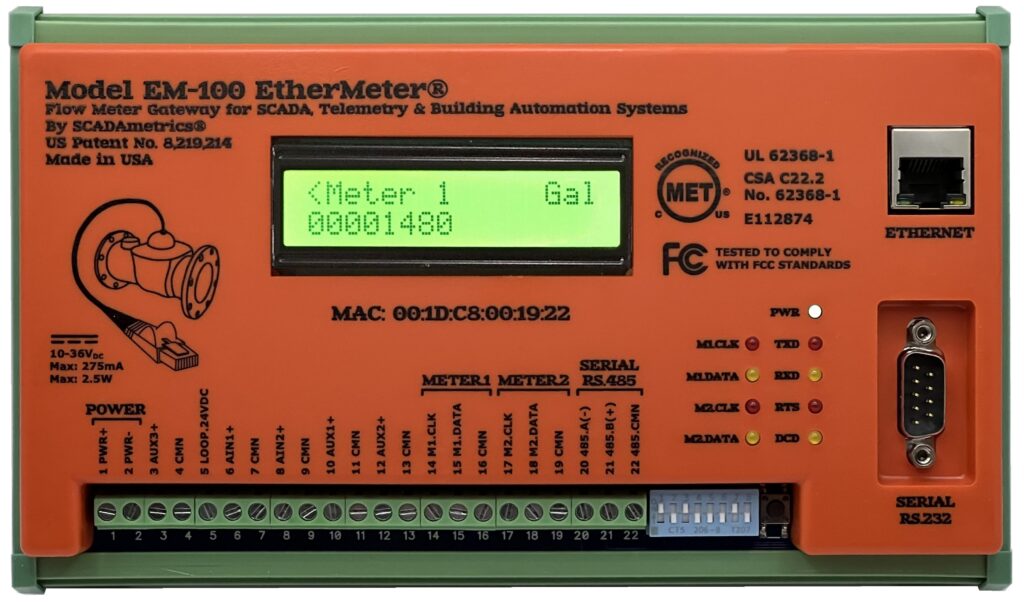 Model EM-100 EtherMeter®
Flow Meter Gateway for SCADA, Telemetry & Building Automation Systems
By SCADAmetrics®
US Patent No. 8,219,214
Made in USA
<Meter 1 Gal
00001480
RECOGNIZED
MET®
C US
UL 62368-1
CSA C22.2
No. 62368-1
E112874
FC TESTED TO COMPLY
WITH FCC STANDARDS
ETHERNET
MAC: 00:1D:C8:00:19:22
10-36VDC
Max: 275mA
Max: 2.5W
PWR
M1.CLK TXD
M1.DATA RXD
M2.CLK RTS
M2.DATA DCD
POWER
METER.1
METER.2
SERIAL
RS.485
1 PWR+
2 PWR-
3 AUX3+
4 CMN
5 LOOP.24VDC
6 AIN1+
7 CMN
8 AIN2+
9 CMN
10 AUX1+
11 CMN
12 AUX2+
13 CMN
14 M1.CLK
15 M1.DATA
16 CMN
17 M2.CLK
18 M2.DATA
19 CMN
20 485.A(-)
21 485.B(+)
22 485.CMN
SERIAL
RS.232
1 2 3 4 5 6 7 8 9 10 11 12 13 14 15 16 17 18 19 20 21 22
CTS 206-8